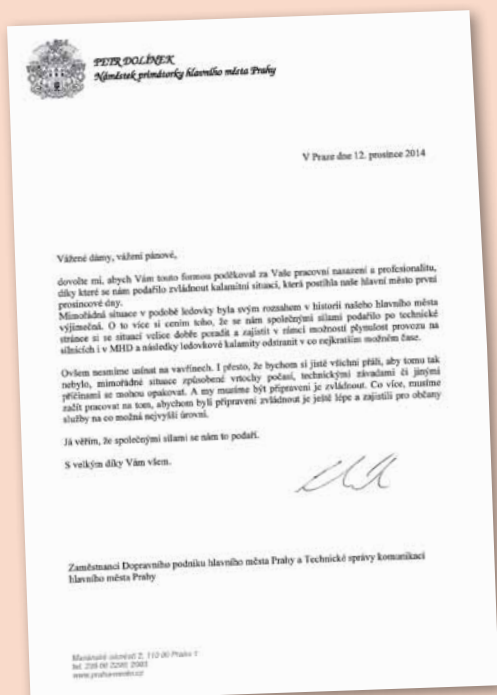 PETR DOLÍNEK
Náměstek primátorky hlavního města Prahy
V Praze dne 12. prosince 2014
Vážené dámy, vážení pánové,
dovolte mi, abych Vám touto formou poděkoval za Vaše pracovní nasazení a profesionalitu,
díky které se nám podařilo zvládnout kalamitní situaci, která postihla naše hlavní město první
prosincové dny.
Mimořádná situace v podobě ledovky byla svým rozsahem v historii našeho hlavního města
výjimečná. O to více si cením toho, že se nám společnými silami podařilo po technické
stránce si se situací velice dobře poradit a zajistit v rámci možností plynulost provozu na
silnicích i v MHD a následky ledovkové kalamity odstranit v co nejkratším možném čase.
Ovšem nesmíme usínat na vavřínech. I přesto, že bychom si jistě všichni přáli, aby tomu tak
nebylo, mimořádné situace způsobené vrtochy počasí, technickými závadami či jinými
příčinami se mohou opakovat. A my musíme být připraveni je zvládnout. Co více, musíme
začít pracovat na tom, abychom byli připraveni zvládnout je ještě lépe a zajistili pro občany
služby na co možná nejvyšší úrovni.
Já věřím, že společnými silami se nám to podaří.
S velkým díky Vám všem.
Zaměstnanci Dopravního podniku hlavního města Prahy a Technické správy komunikací
hlavního města Prahy
Mariánské náměstí 2, 110 00 Praha 1